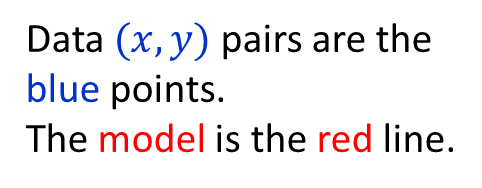 Data (x, y) pairs are the
blue points.
The model is the red line.